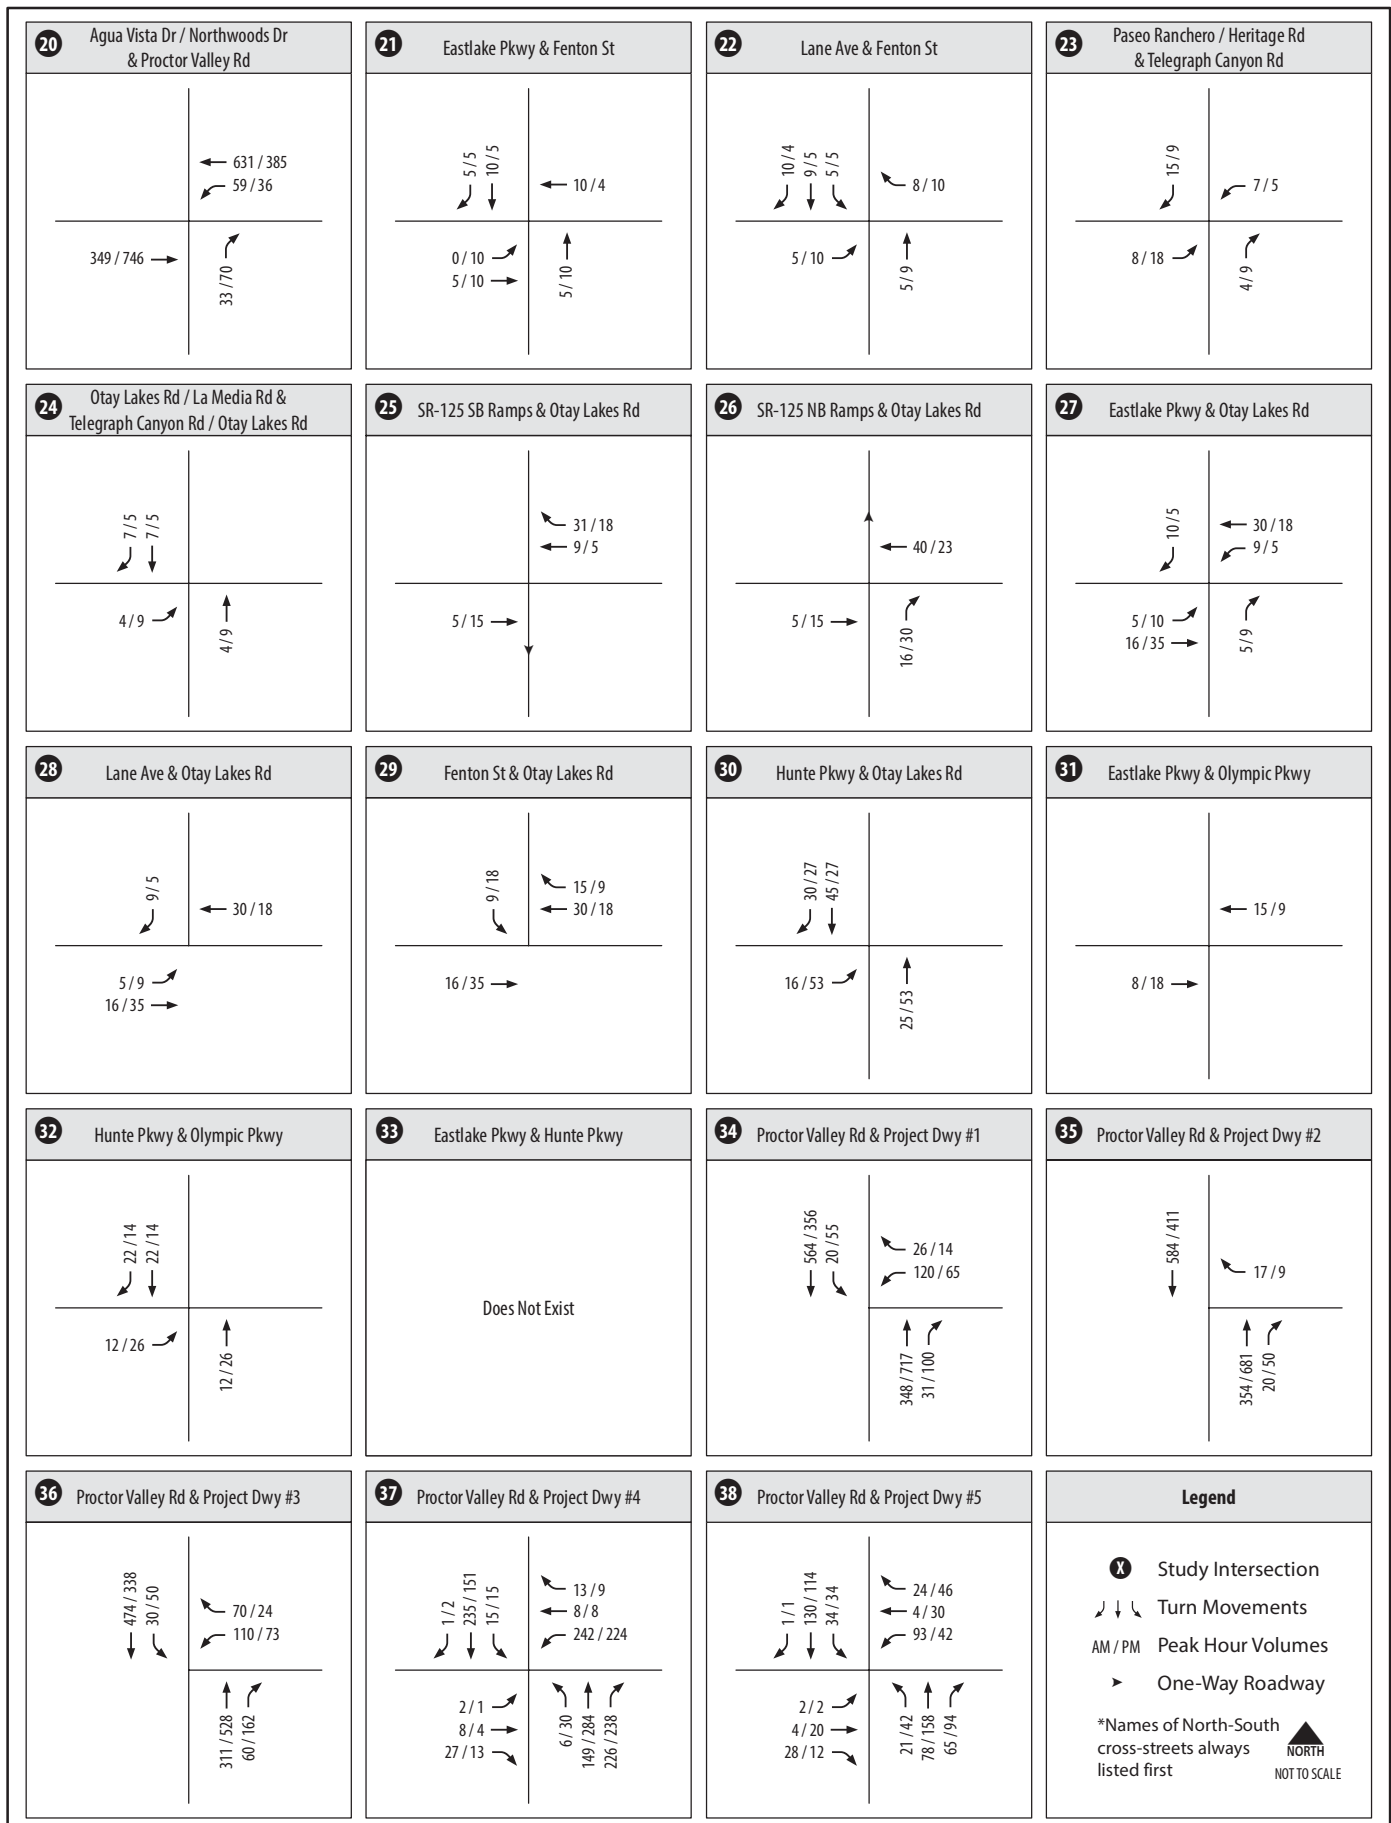 20
Agua Vista Dr / Northwoods Dr
& Proctor Valley Rd
631 / 385
59 / 36
349 / 746
33 / 70
21
Eastlake Pkwy & Fenton St
5 / 5
10 / 5
10 / 4
0 / 10
5 / 10
5 / 10
22
Lane Ave & Fenton St
10 / 4
9 / 5
5 / 5
8 / 10
5 / 10
5 / 9
23
Paseo Ranchero / Heritage Rd
& Telegraph Canyon Rd
15 / 9
7 / 5
8 / 18
4 / 9
24
Otay Lakes Rd / La Media Rd &
Telegraph Canyon Rd / Otay Lakes Rd
7 / 5
7 / 5
4 / 9
4 / 9
25
SR-125 SB Ramps & Otay Lakes Rd
31 / 18
9 / 5
5 / 15
26
SR-125 NB Ramps & Otay Lakes Rd
40 / 23
5 / 15
16 / 30
27
Eastlake Pkwy & Otay Lakes Rd
10 / 5
30 / 18
9 / 5
5 / 10
16 / 35
5 / 9
28
Lane Ave & Otay Lakes Rd
9 / 5
30 / 18
5 / 9
16 / 35
29
Fenton St & Otay Lakes Rd
9 / 18
15 / 9
30 / 18
16 / 35
30
Hunte Pkwy & Otay Lakes Rd
30 / 27
45 / 27
16 / 53
25 / 53
31
Eastlake Pkwy & Olympic Pkwy
15 / 9
8 / 18
32
Hunte Pkwy & Olympic Pkwy
22 / 14
22 / 14
12 / 26
12 / 26
33
Eastlake Pkwy & Hunte Pkwy
Does Not Exist
34
Proctor Valley Rd & Project Dwy #1
564 / 356
20 / 55
26 / 14
120 / 65
348 / 717
31 / 100
35
Proctor Valley Rd & Project Dwy #2
584 / 411
17 / 9
354 / 681
20 / 50
36
Proctor Valley Rd & Project Dwy #3
474 / 338
30 / 50
70 / 24
110 / 73
311 / 528
60 / 162
37
Proctor Valley Rd & Project Dwy #4
1 / 2
235 / 151
15 / 15
13 / 9
8 / 8
242 / 224
2 / 1
8 / 4
27 / 13
6 / 30
149 / 284
226 / 238
38
Proctor Valley Rd & Project Dwy #5
1 / 1
130 / 114
34 / 34
24 / 46
4 / 30
93 / 42
2 / 2
4 / 20
28 / 12
21 / 42
78 / 158
65 / 94
Legend
X Study Intersection
Turn Movements
AM / PM Peak Hour Volumes
One-Way Roadway
*Names of North-South
cross-streets always
listed first
NORTH
NOT TO SCALE